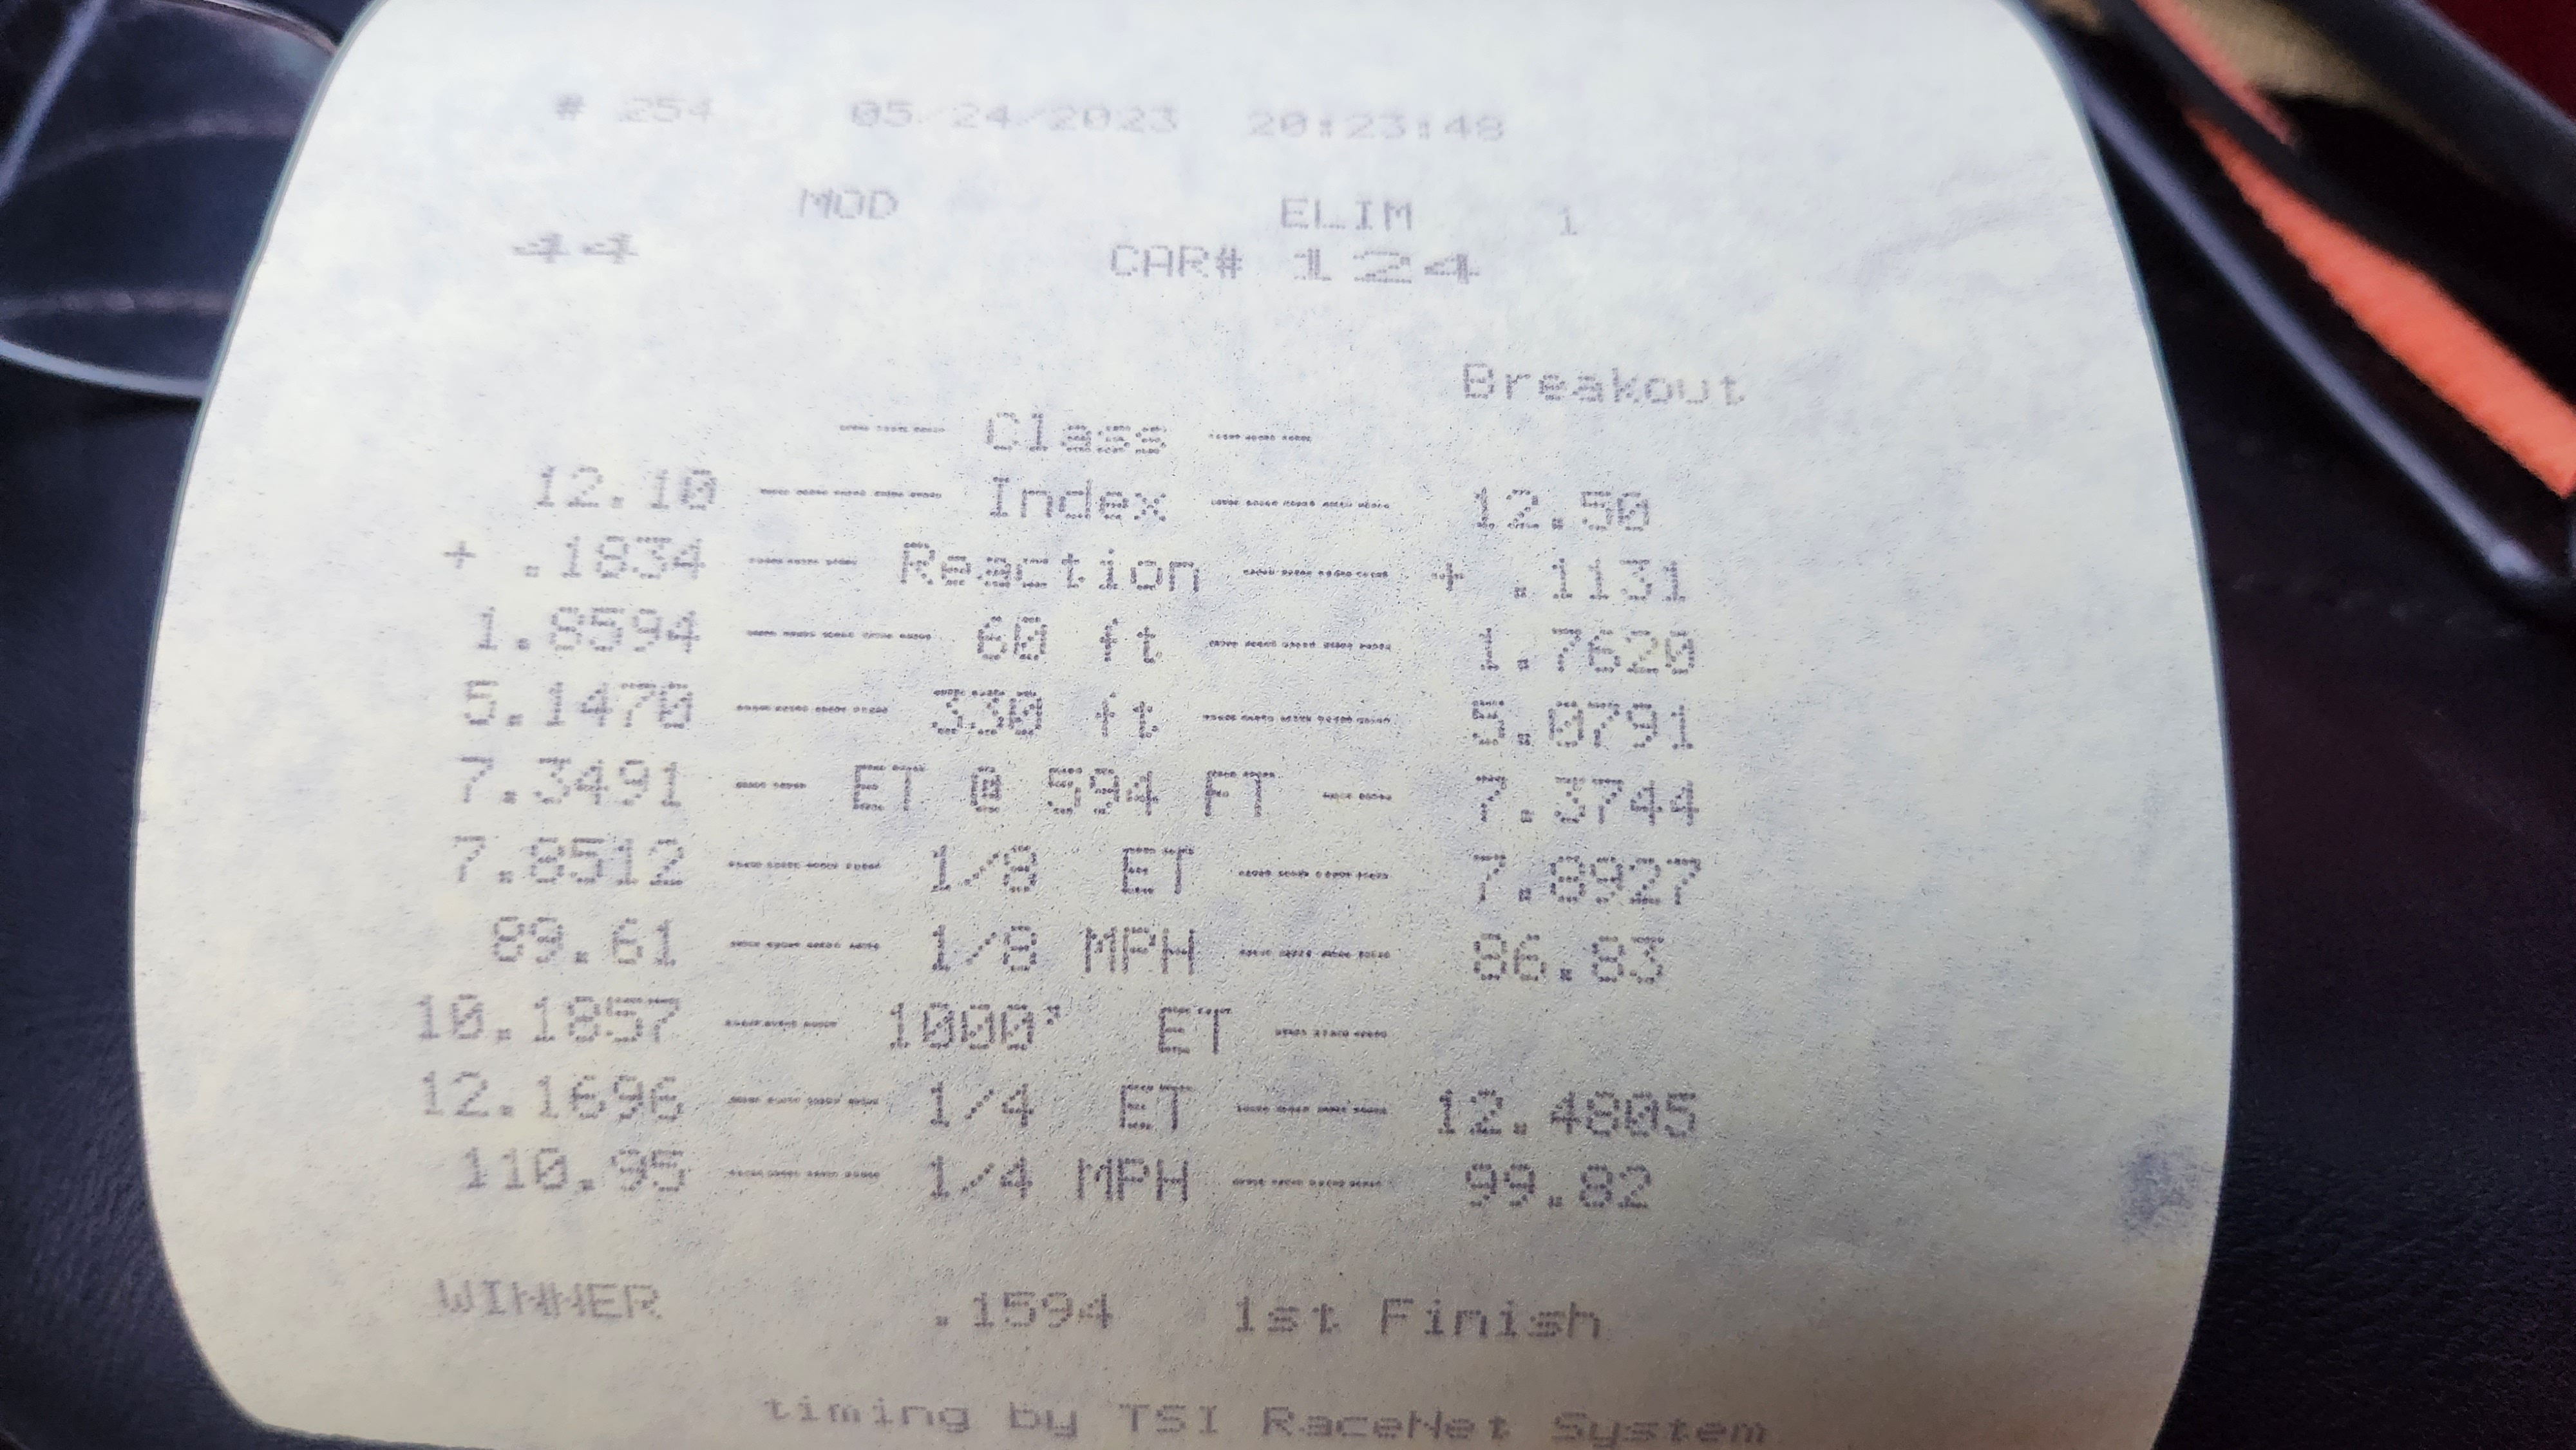 # 254 05/24/2023 20:23:48
MOD ELIM 1
44 CAR# 124
Breakout
---- Class ----
12.10 ------- Index ------- 12.50
+ .1834 ---- Reaction ------ + .1131
1.8594 ------- 60 ft ------- 1.7620
5.1470 ------ 330 ft ------- 5.0791
7.3491 --- ET @ 594 FT --- 7.3744
7.8512 ------ 1/8 ET ------ 7.8927
89.61 ------ 1/8 MPH ------ 86.83
10.1857 ---- 1000' ET ----
12.1696 ------ 1/4 ET ------ 12.4805
110.95 ------ 1/4 MPH ------ 99.82
WINNER .1594 1st Finish
timing by TSI RaceNet System